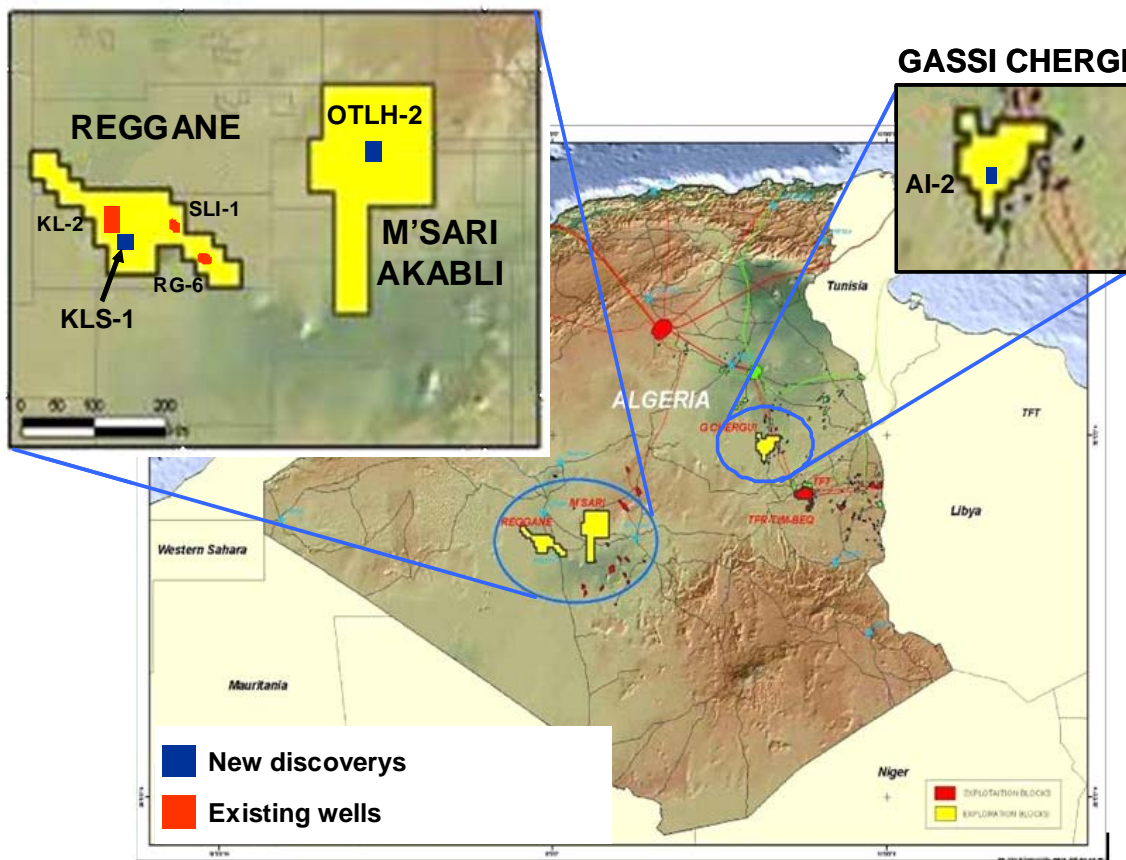 GASSI CHERGI
REGGANE
OTLH-2
KL-2
SLI-1
RG-6
KLS-1
M'SARI
AKABLI
AI-2
0 50 100 200
Tunisia
ALGERIA
TFT
G CHERGUI
TFT
TFR-TIM-BEQ
Libya
M'SARI
REGGANE
Western Sahara
Mauritania
Niger
New discoverys
Existing wells
EXPLOTAITION BLOCKS
EXPLORATION BLOCKS